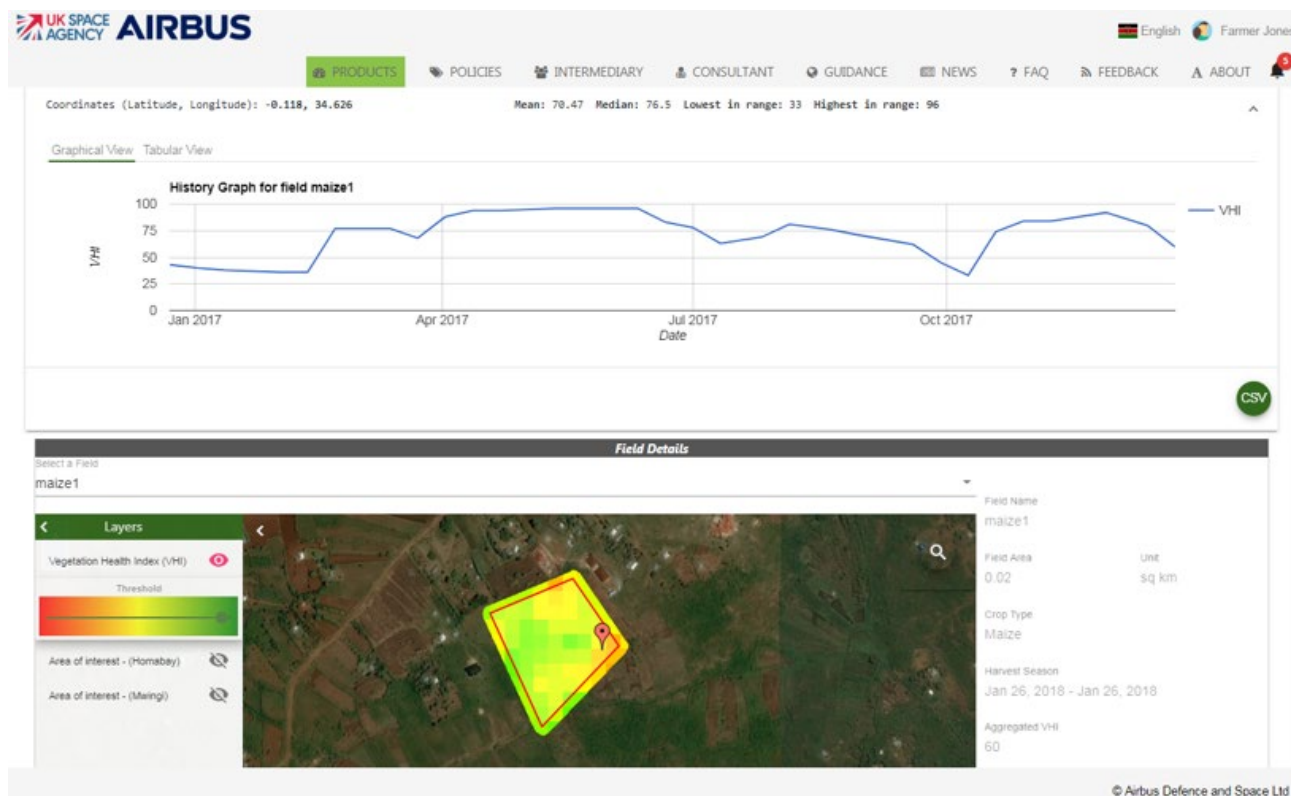 UK SPACE AGENCY AIRBUS
English Farmer Jones
PRODUCTS POLICIES INTERMEDIARY CONSULTANT GUIDANCE NEWS ? FAQ FEEDBACK A ABOUT 5
Coordinates (Latitude, Longitude): -0.118, 34.626 Mean: 70.47 Median: 76.5 Lowest in range: 33 Highest in range: 96
Graphical View Tabular View
History Graph for field maize1
100
75
50
25
0
VHI
VHI
Jan 2017 Apr 2017 Jul 2017 Oct 2017
Date
CSV
Field Details
Select a Field
maize1
Layers
Vegetation Health Index (VHI)
Threshold
Area of interest - (Homabay)
Area of interest - (Mwingi)
Field Name
maize1
Field Area Unit
0.02 sq km
Crop Type
Maize
Harvest Season
Jan 26, 2018 - Jan 26, 2018
Aggregated VHI
60
© Airbus Defence and Space Ltd